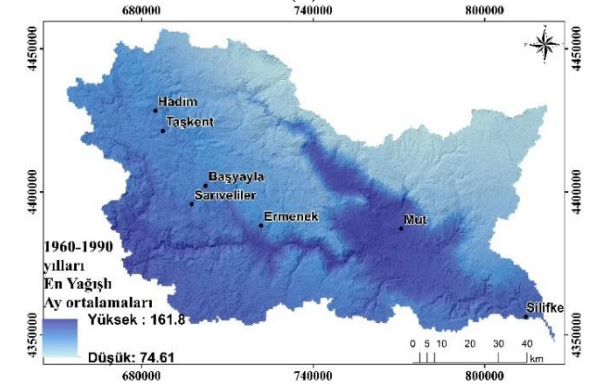 680000 740000 800000
4450000
4450000
Hadim
Taşkent
Başyayla
Sarıveliler
4400000
4400000
Ermenek
Mut
1960-1990
yılları
En Yağışlı
Ay ortalamaları
Yüksek : 161.8
Silifke
4350000
4350000
0 5 10 20 30 40
km
Düşük: 74.61
680000 740000 800000